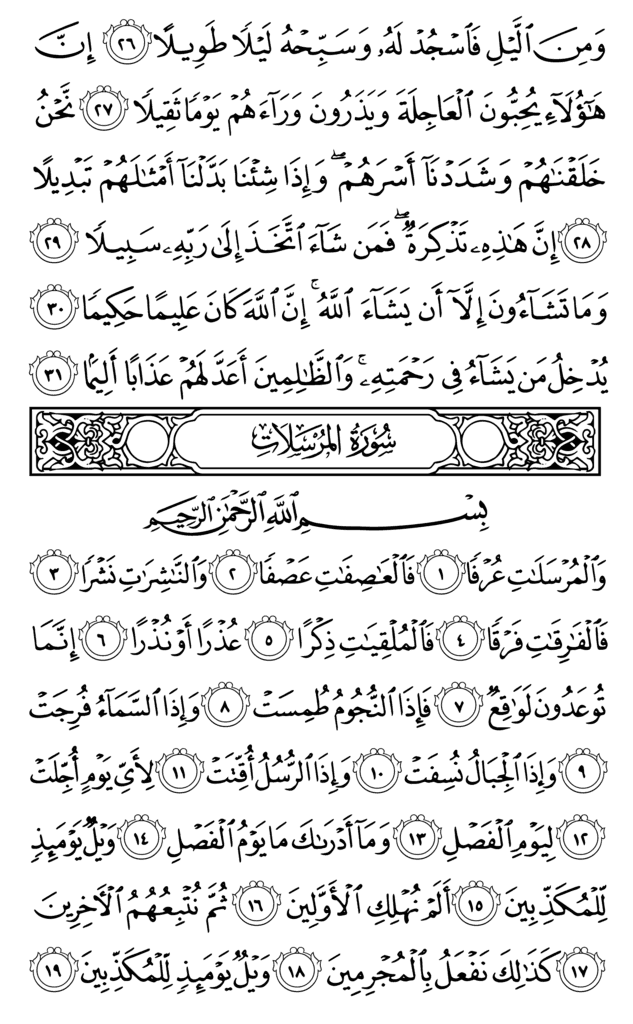 وَمِنَ ٱلَّيۡلِ فَٱسۡجُدۡ لَهُۥ وَسَبِّحۡهُ لَيۡلٗا طَوِيلًا ٢٦ إِنَّ
هَٰٓؤُلَآءِ يُحِبُّونَ ٱلۡعَاجِلَةَ وَيَذَرُونَ وَرَآءَهُمۡ يَوۡمٗا ثَقِيلٗا ٢٧ نَّحۡنُ
خَلَقۡنَٰهُمۡ وَشَدَدۡنَآ أَسۡرَهُمۡۖ وَإِذَا شِئۡنَا بَدَّلۡنَآ أَمۡثَٰلَهُمۡ تَبۡدِيلًا
٢٨ إِنَّ هَٰذِهِۦ تَذۡكِرَةٞۖ فَمَن شَآءَ ٱتَّخَذَ إِلَىٰ رَبِّهِۦ سَبِيلٗا ٢٩
وَمَا تَشَآءُونَ إِلَّآ أَن يَشَآءَ ٱللَّهُۚ إِنَّ ٱللَّهَ كَانَ عَلِيمًا حَكِيمٗا ٣٠
يُدۡخِلُ مَن يَشَآءُ فِي رَحۡمَتِهِۦۚ وَٱلظَّٰلِمِينَ أَعَدَّ لَهُمۡ عَذَابًا أَلِيمَۢا ٣١
سُورَةُ المُرۡسَلَاتِ
بِسۡمِ ٱللَّهِ ٱلرَّحۡمَٰنِ ٱلرَّحِيمِ
وَٱلۡمُرۡسَلَٰتِ عُرۡفٗا ١ فَٱلۡعَٰصِفَٰتِ عَصۡفٗا ٢ وَٱلنَّٰشِرَٰتِ نَشۡرٗا ٣
فَٱلۡفَٰرِقَٰتِ فَرۡقٗا ٤ فَٱلۡمُلۡقِيَٰتِ ذِكۡرًا ٥ عُذۡرًا أَوۡ نُذۡرًا ٦ إِنَّمَا
تُوعَدُونَ لَوَٰقِعٞ ٧ فَإِذَا ٱلنُّجُومُ طُمِسَتۡ ٨ وَإِذَا ٱلسَّمَآءُ فُرِجَتۡ
٩ وَإِذَا ٱلۡجِبَالُ نُسِفَتۡ ١٠ وَإِذَا ٱلرُّسُلُ أُقِّتَتۡ ١١ لِأَيِّ يَوۡمٍ أُجِّلَتۡ
١٢ لِيَوۡمِ ٱلۡفَصۡلِ ١٣ وَمَآ أَدۡرَىٰكَ مَا يَوۡمُ ٱلۡفَصۡلِ ١٤ وَيۡلٞ يَوۡمَئِذٖ
لِّلۡمُكَذِّبِينَ ١٥ أَلَمۡ نُهۡلِكِ ٱلۡأَوَّلِينَ ١٦ ثُمَّ نُتۡبِعُهُمُ ٱلۡأٓخِرِينَ
١٧ كَذَٰلِكَ نَفۡعَلُ بِٱلۡمُجۡرِمِينَ ١٨ وَيۡلٞ يَوۡمَئِذٖ لِّلۡمُكَذِّبِينَ ١٩